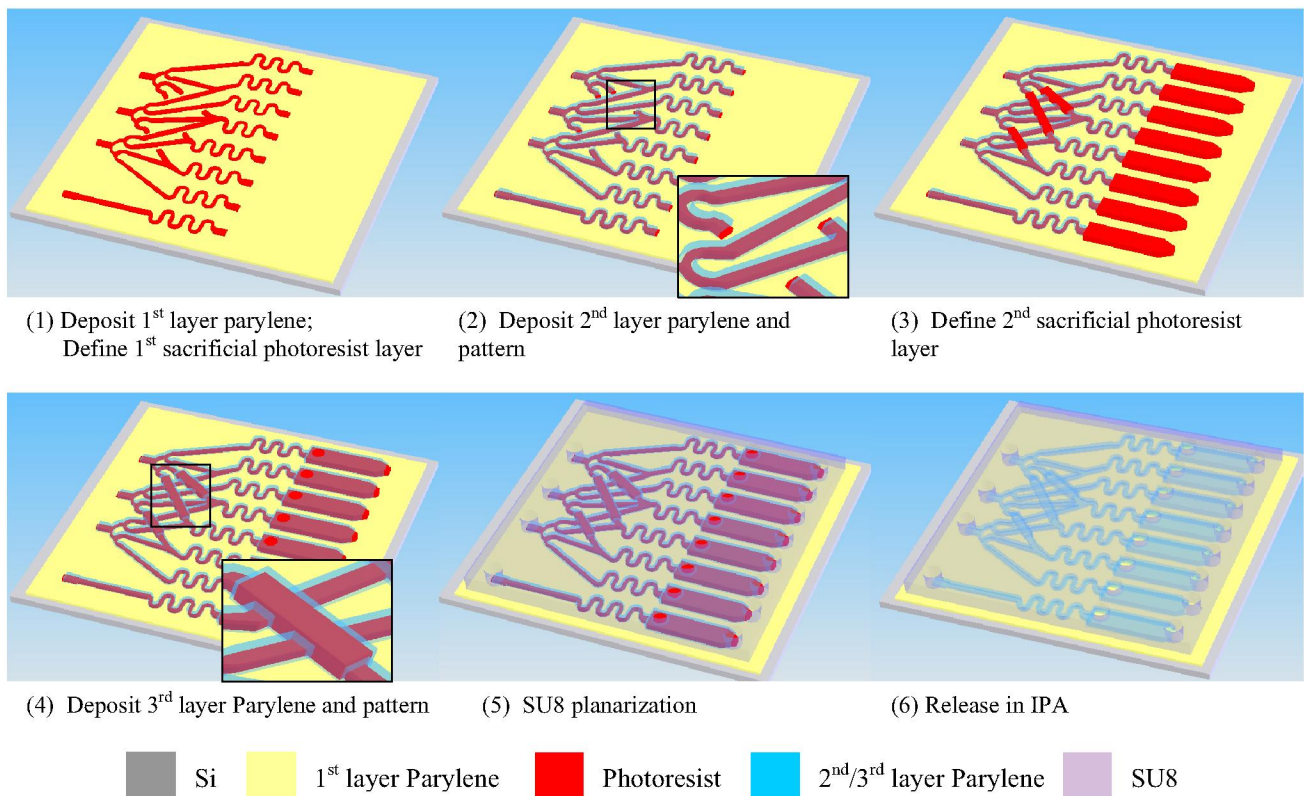 (1) Deposit 1st layer parylene;
Define 1st sacrificial photoresist layer
(2) Deposit 2nd layer parylene and
pattern
(3) Define 2nd sacrificial photoresist
layer
(4) Deposit 3rd layer Parylene and pattern
(5) SU8 planarization
(6) Release in IPA
Si
1st layer Parylene
Photoresist
2nd/3rd layer Parylene
SU8